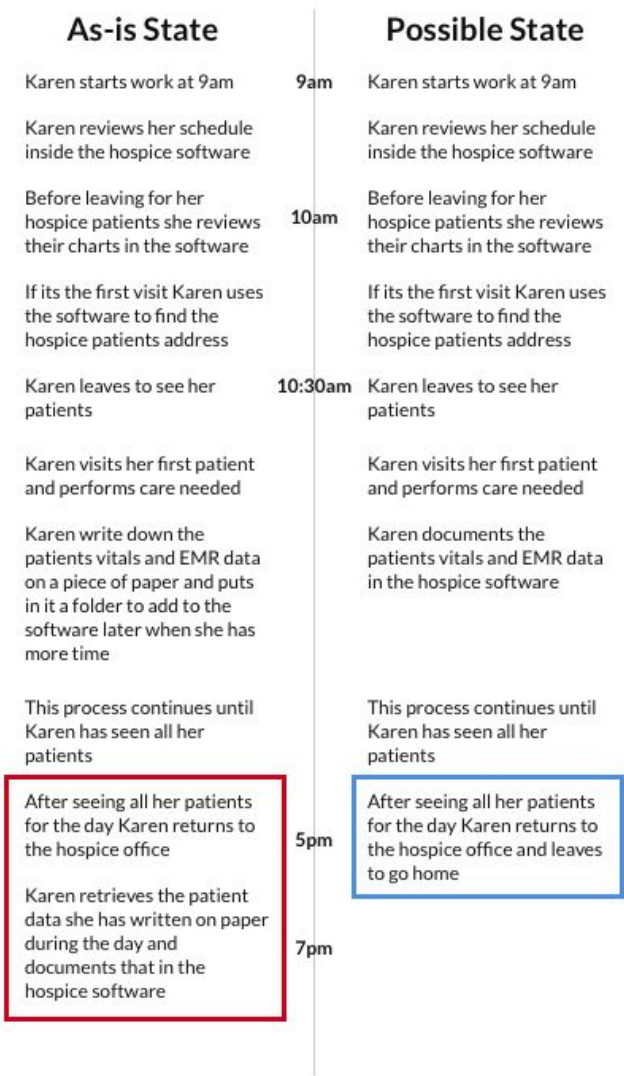 As-is State
Possible State
Karen starts work at 9am
9am
Karen starts work at 9am
Karen reviews her schedule
inside the hospice software
Karen reviews her schedule
inside the hospice software
Before leaving for her
hospice patients she reviews
their charts in the software
10am
Before leaving for her
hospice patients she reviews
their charts in the software
If its the first visit Karen uses
the software to find the
hospice patients address
If its the first visit Karen uses
the software to find the
hospice patients address
Karen leaves to see her
patients
10:30am
Karen leaves to see her
patients
Karen visits her first patient
and performs care needed
Karen visits her first patient
and performs care needed
Karen write down the
patients vitals and EMR data
on a piece of paper and puts
in it a folder to add to the
software later when she has
more time
Karen documents the
patients vitals and EMR data
in the hospice software
This process continues until
Karen has seen all her
patients
This process continues until
Karen has seen all her
patients
After seeing all her patients
for the day Karen returns to
the hospice office
5pm
After seeing all her patients
for the day Karen returns to
the hospice office and leaves
to go home
Karen retrieves the patient
data she has written on paper
during the day and
documents that in the
hospice software
7pm